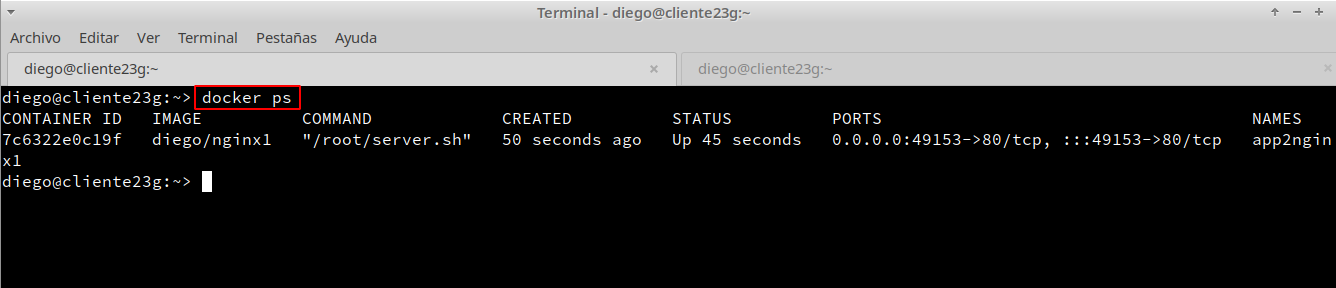 Terminal - diego@cliente23g:~
Archivo Editar Ver Terminal Pestañas Ayuda
diego@cliente23g:~ diego@cliente23g:~
diego@cliente23g:~> docker ps
CONTAINER ID IMAGE COMMAND CREATED STATUS PORTS NAMES
7c6322e0c19f diego/nginx1 "/root/server.sh" 50 seconds ago Up 45 seconds 0.0.0.0:49153->80/tcp, :::49153->80/tcp app2ngin
x1
diego@cliente23g:~>